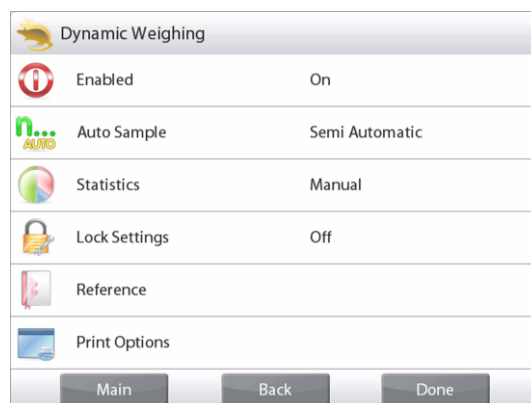 Dynamic Weighing
Enabled On
n... AUTO
Auto Sample Semi Automatic
Statistics Manual
Lock Settings Off
Reference
Print Options
Main Back Done